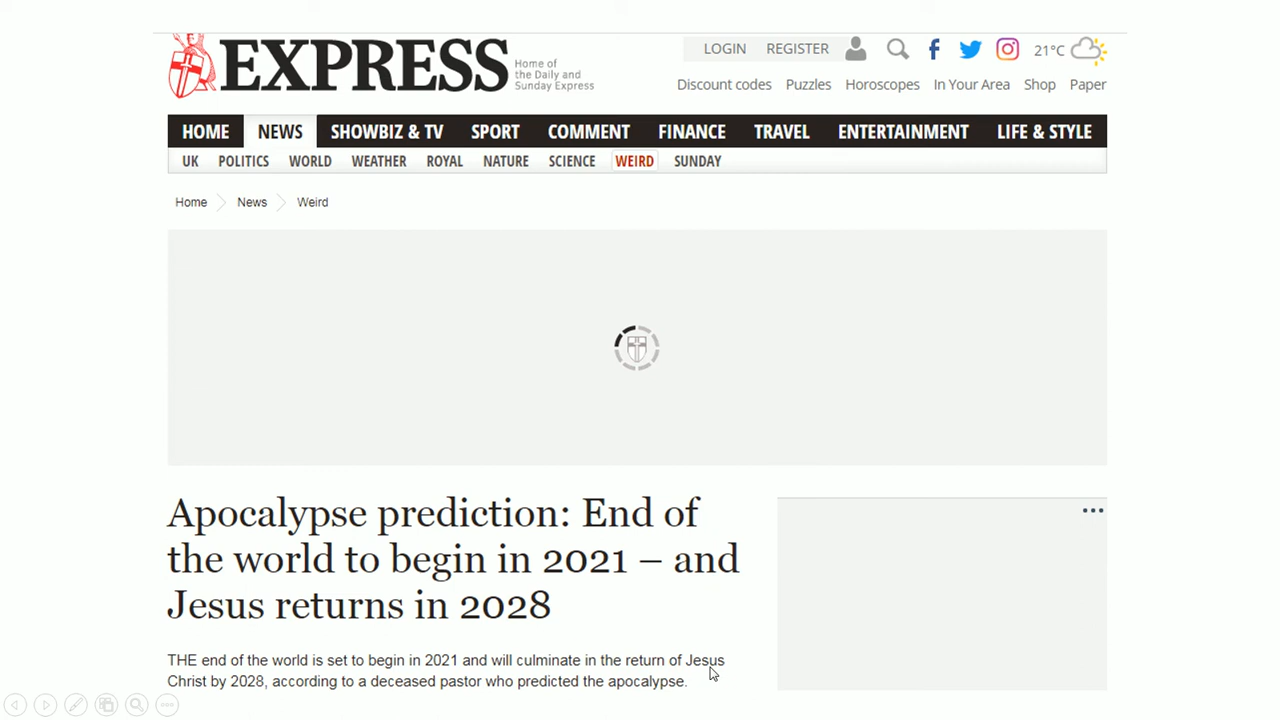 EXPRESS
Home of
the Daily and
Sunday Express
LOGIN REGISTER 21°C
Discount codes Puzzles Horoscopes In Your Area Shop Paper
HOME NEWS SHOWBIZ & TV SPORT COMMENT FINANCE TRAVEL ENTERTAINMENT LIFE & STYLE
UK POLITICS WORLD WEATHER ROYAL NATURE SCIENCE WEIRD SUNDAY
Home News Weird
Apocalypse prediction: End of
the world to begin in 2021 – and
Jesus returns in 2028
THE end of the world is set to begin in 2021 and will culminate in the return of Jesus
Christ by 2028, according to a deceased pastor who predicted the apocalypse.